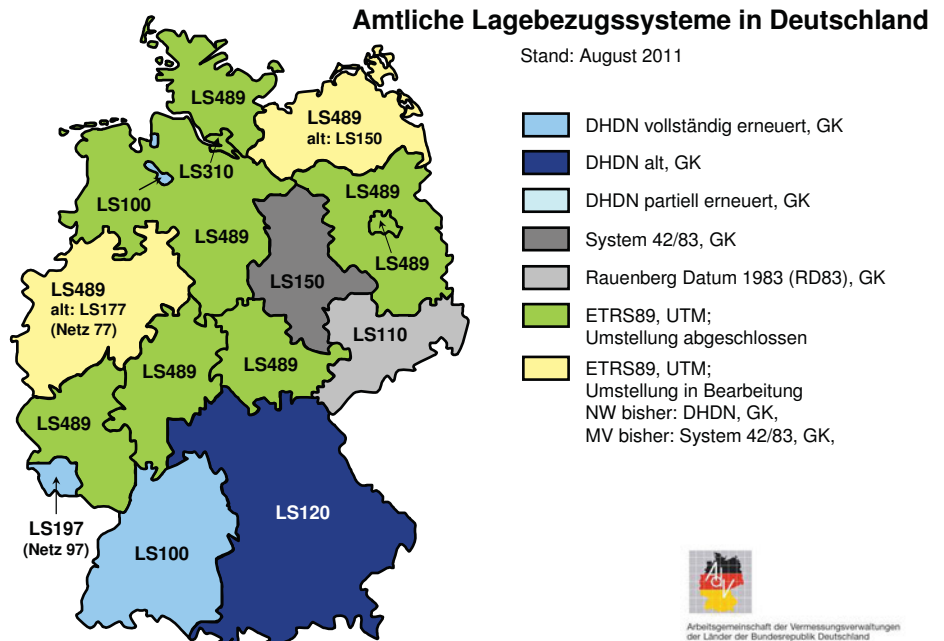 Amtliche Lagebezugssysteme in Deutschland
Stand: August 2011
DHDN vollständig erneuert, GK
DHDN alt, GK
DHDN partiell erneuert, GK
System 42/83, GK
Rauenberg Datum 1983 (RD83), GK
ETRS89, UTM;
Umstellung abgeschlossen
ETRS89, UTM;
Umstellung in Bearbeitung
NW bisher: DHDN, GK,
MV bisher: System 42/83, GK,
LS489
LS489
alt: LS150
LS310
LS100
LS489
LS489
LS489
LS150
LS489
alt: LS177
(Netz 77)
LS110
LS489
LS489
LS489
LS197
(Netz 97)
LS100
LS120
AdV
Arbeitsgemeinschaft der Vermessungsverwaltungen
der Länder der Bundesrepublik Deutschland